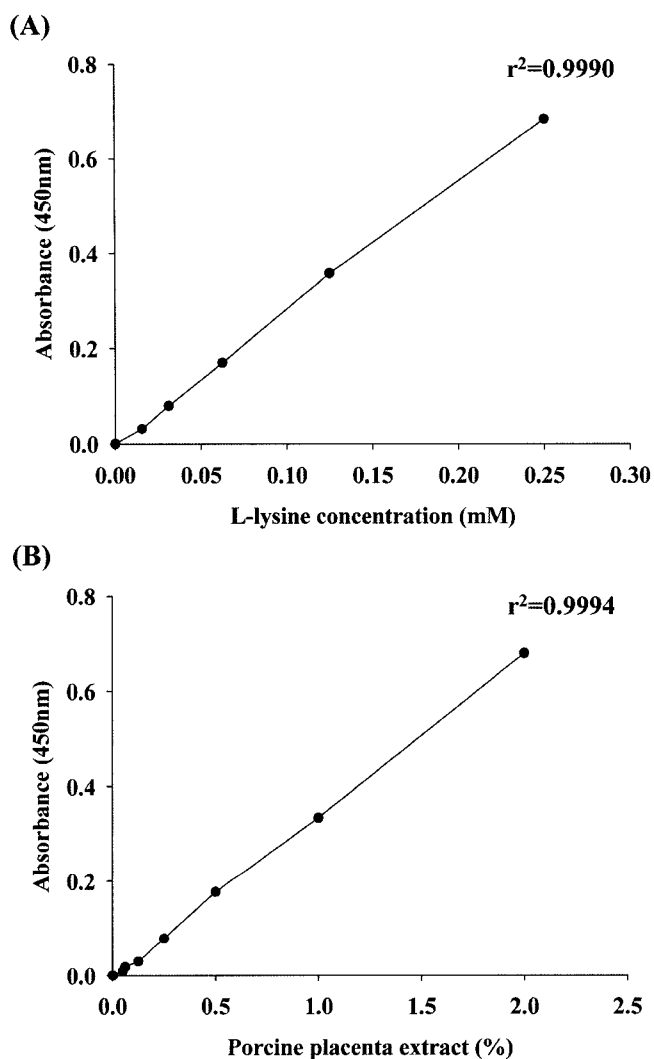 (A)
r²=0.9990
0.8
0.6
0.4
0.2
0.0
Absorbance (450nm)
0.00 0.05 0.10 0.15 0.20 0.25 0.30
L-lysine concentration (mM)
(B)
r²=0.9994
0.8
0.6
0.4
0.2
0.0
Absorbance (450nm)
0.0 0.5 1.0 1.5 2.0 2.5
Porcine placenta extract (%)